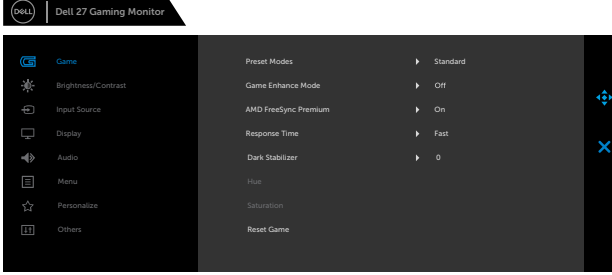 DELL
Dell 27 Gaming Monitor
Game
Brightness/Contrast
Input Source
Display
Audio
Menu
Personalize
Others
Preset Modes Standard
Game Enhance Mode Off
AMD FreeSync Premium On
Response Time Fast
Dark Stabilizer 0
Hue
Saturation
Reset Game